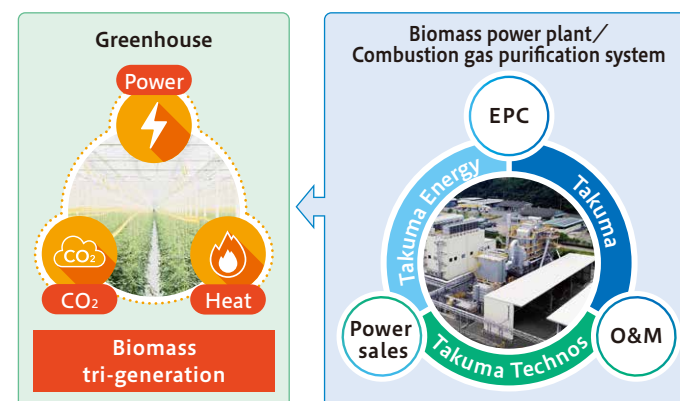 Greenhouse
Power
CO2
CO₂
Heat
Biomass
tri-generation
Biomass power plant／
Combustion gas purification system
EPC
Takuma Energy
Takuma
Power
sales
O&M
Takuma Technos